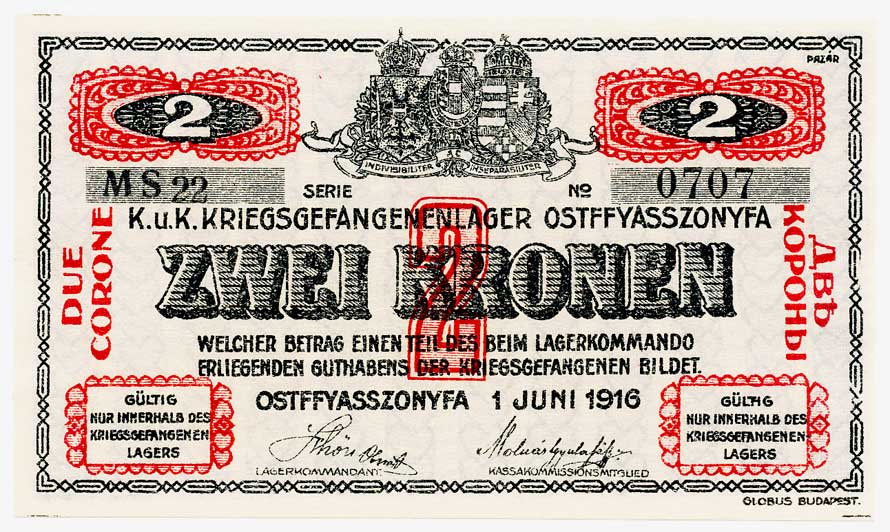 PAZÁR
2 2
INDIVISIBILITER AC INSEPARABILITER
MS 22 SERIE No 0707
K.u.K. KRIEGSGEFANGENENLAGER OSTFFYASSZONYFA
ZWEI KRONEN
2
DUE CORONE
ДВѢ КОРОНЫ
WELCHER BETRAG EINEN TEIL DES BEIM LAGERKOMMANDO
ERLIEGENDEN GUTHABENS DER KRIEGSGEFANGENEN BILDET.
OSTFFYASSZONYFA 1 JUNI 1916
GÜLTIG
NUR INNERHALB DES
KRIEGSGEFANGENEN
LAGERS
LAGERKOMMANDANT
KASSAKOMMISSIONSMITGLIED
GÜLTIG
NUR INNERHALB DES
KRIEGSGEFANGENEN
LAGERS
GLOBUS BUDAPEST.